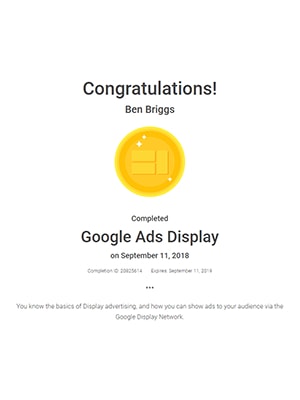 Congratulations!
Ben Briggs
Completed
Google Ads Display
on September 11, 2018
Completion ID: Expires: September 11, 2019
•••
You know the basics of Display advertising, and how you can show ads to your audience via the
Google Display Network.